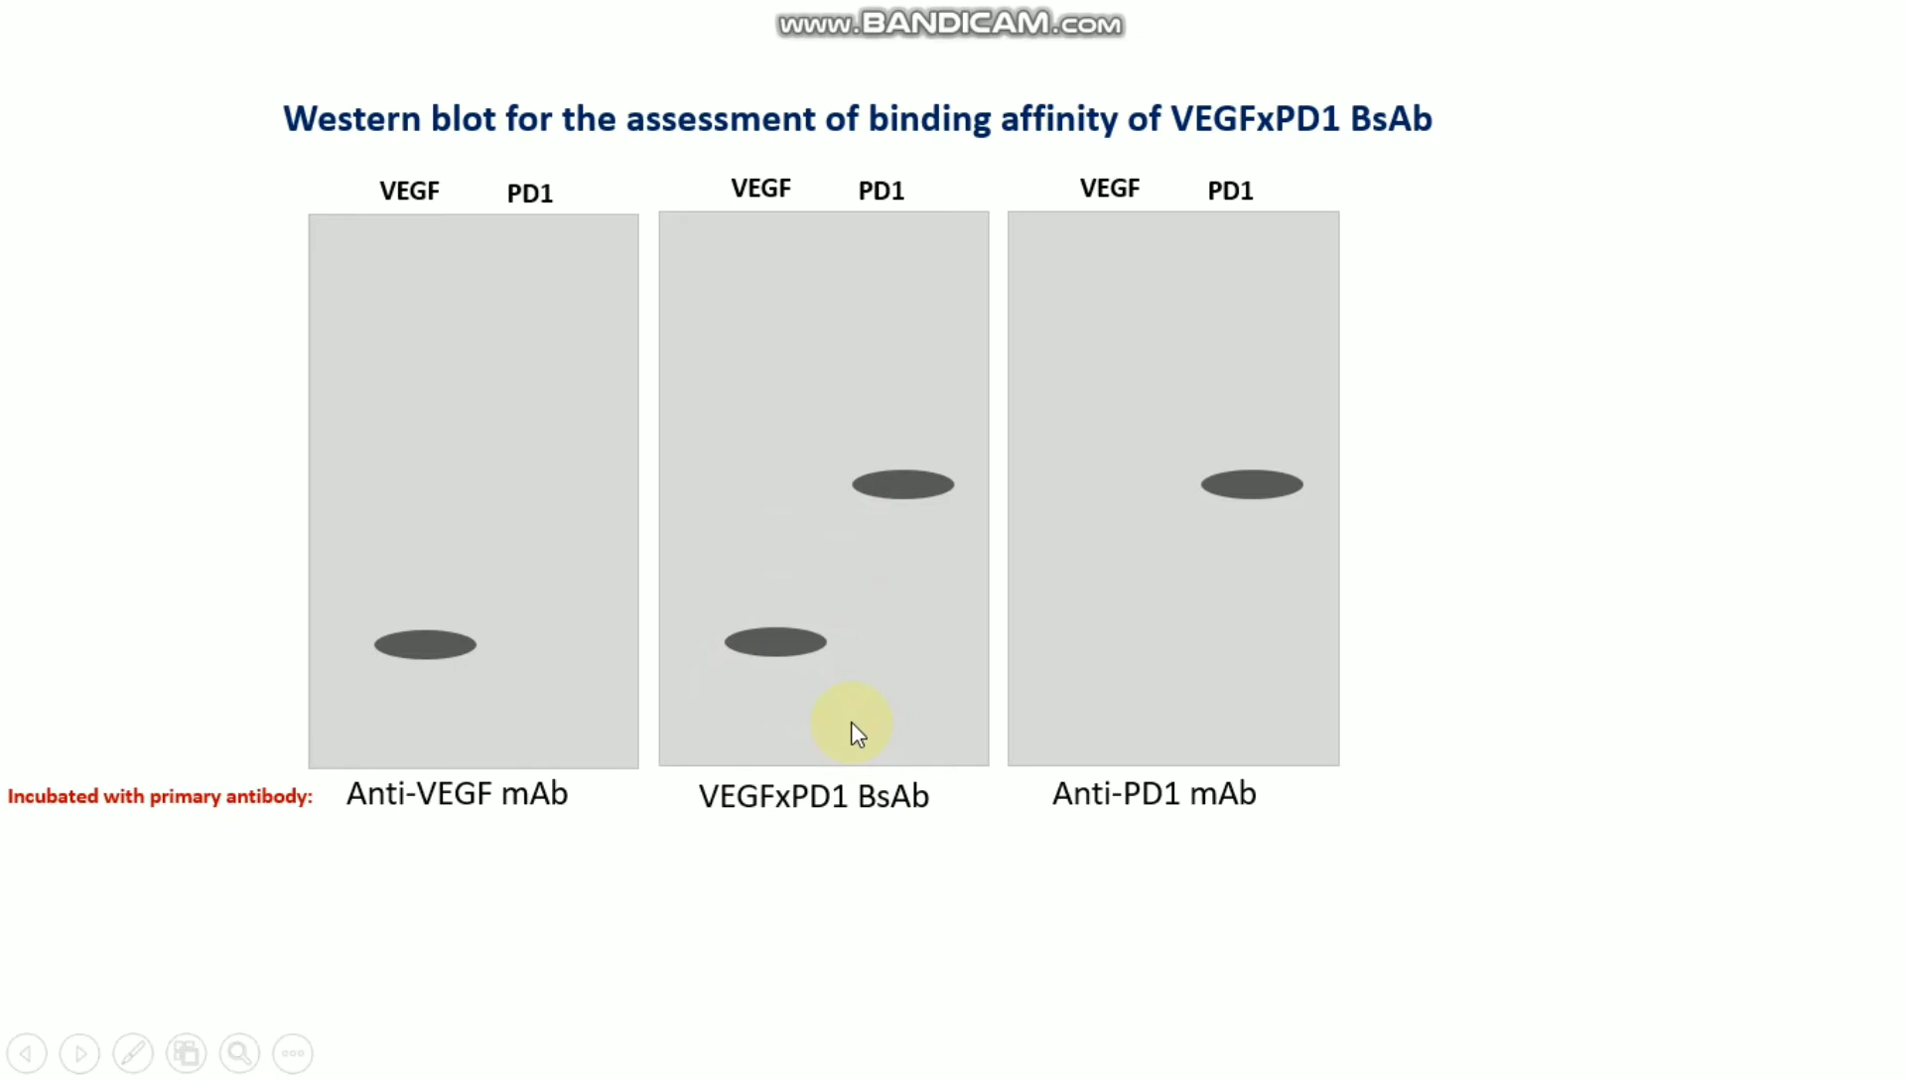 www.BANDICAM.com
Western blot for the assessment of binding affinity of VEGFxPD1 BsAb
VEGF PD1 VEGF PD1 VEGF PD1
Incubated with primary antibody: Anti-VEGF mAb VEGFxPD1 BsAb Anti-PD1 mAb